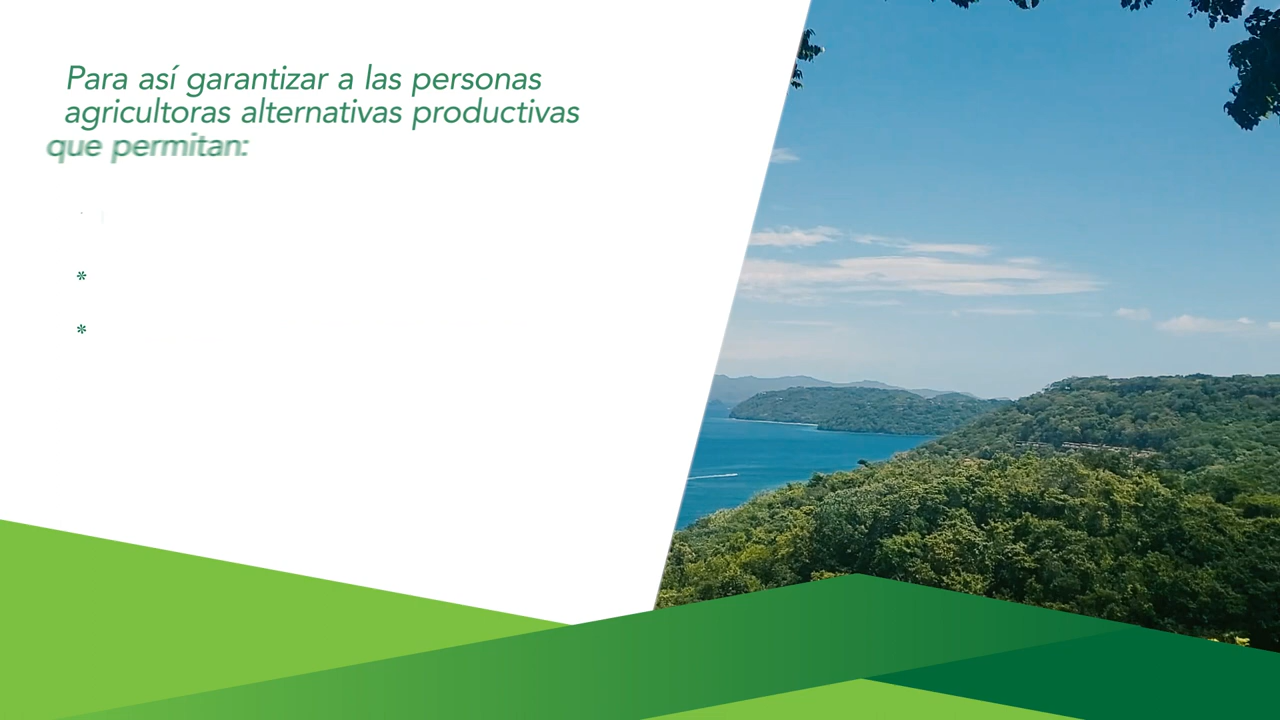 Para así garantizar a las personas
agricultoras alternativas productivas
que permitan:
*
*